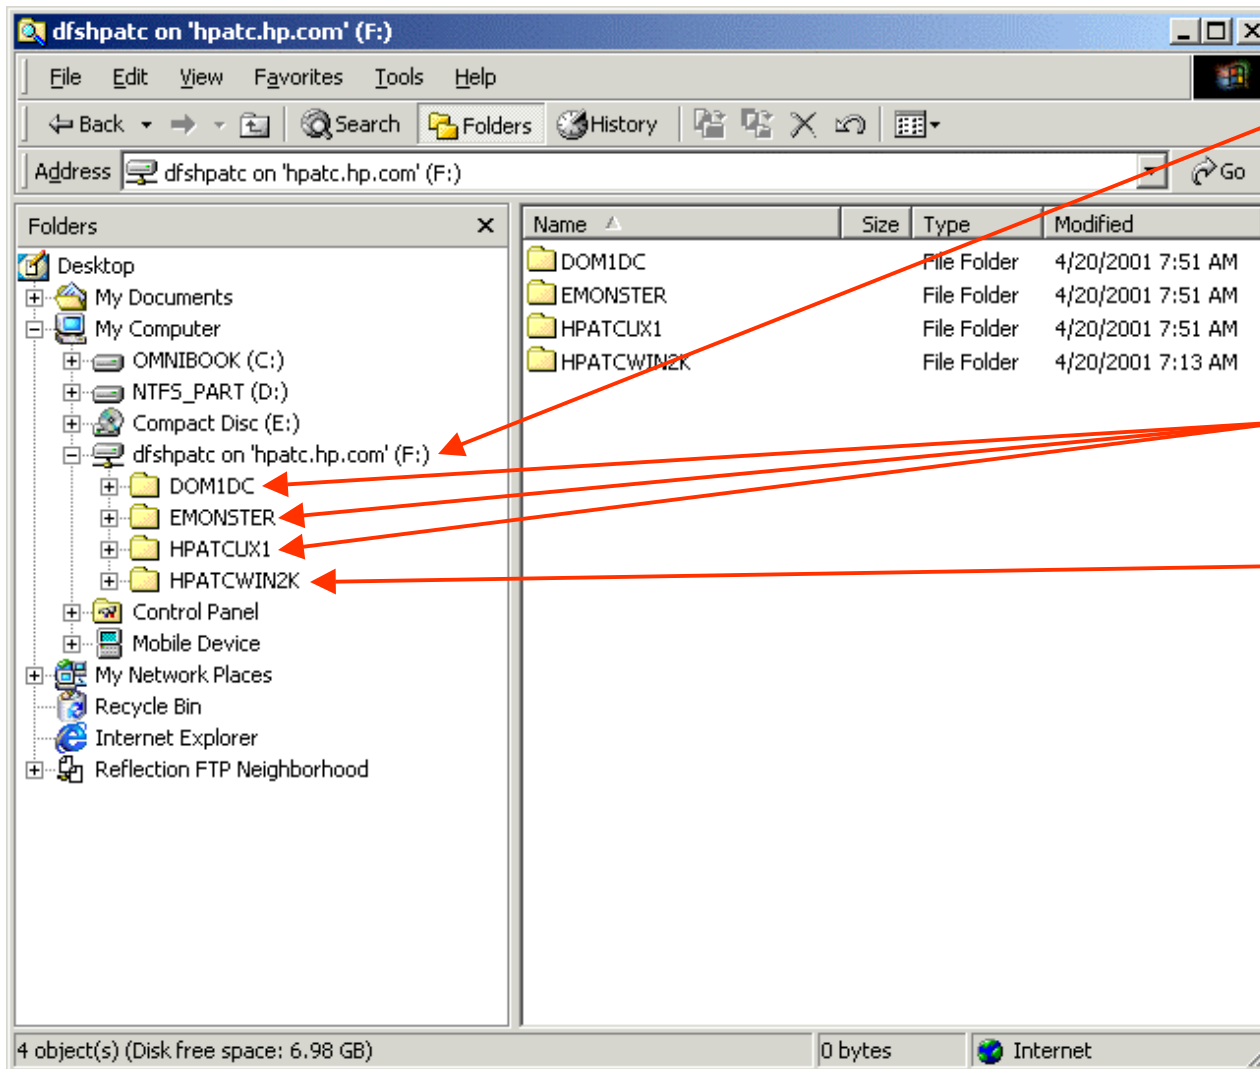 dfshpatc on 'hpatc.hp.com' (F:)
File Edit View Favorites Tools Help
Back Search Folders History
Address dfshpatc on 'hpatc.hp.com' (F:) Go
Folders
Name Size Type Modified
Desktop
My Documents
My Computer
OMNIBOOK (C:)
NTFS_PART (D:)
Compact Disc (E:)
dfshpatc on 'hpatc.hp.com' (F:)
DOM1DC
EMONSTER
HPATCUX1
HPATCWIN2K
Control Panel
Mobile Device
My Network Places
Recycle Bin
Internet Explorer
Reflection FTP Neighborhood
DOM1DC File Folder 4/20/2001 7:51 AM
EMONSTER File Folder 4/20/2001 7:51 AM
HPATCUX1 File Folder 4/20/2001 7:51 AM
HPATCWIN2K File Folder 4/20/2001 7:13 AM
4 object(s) (Disk free space: 6.98 GB) 0 bytes Internet